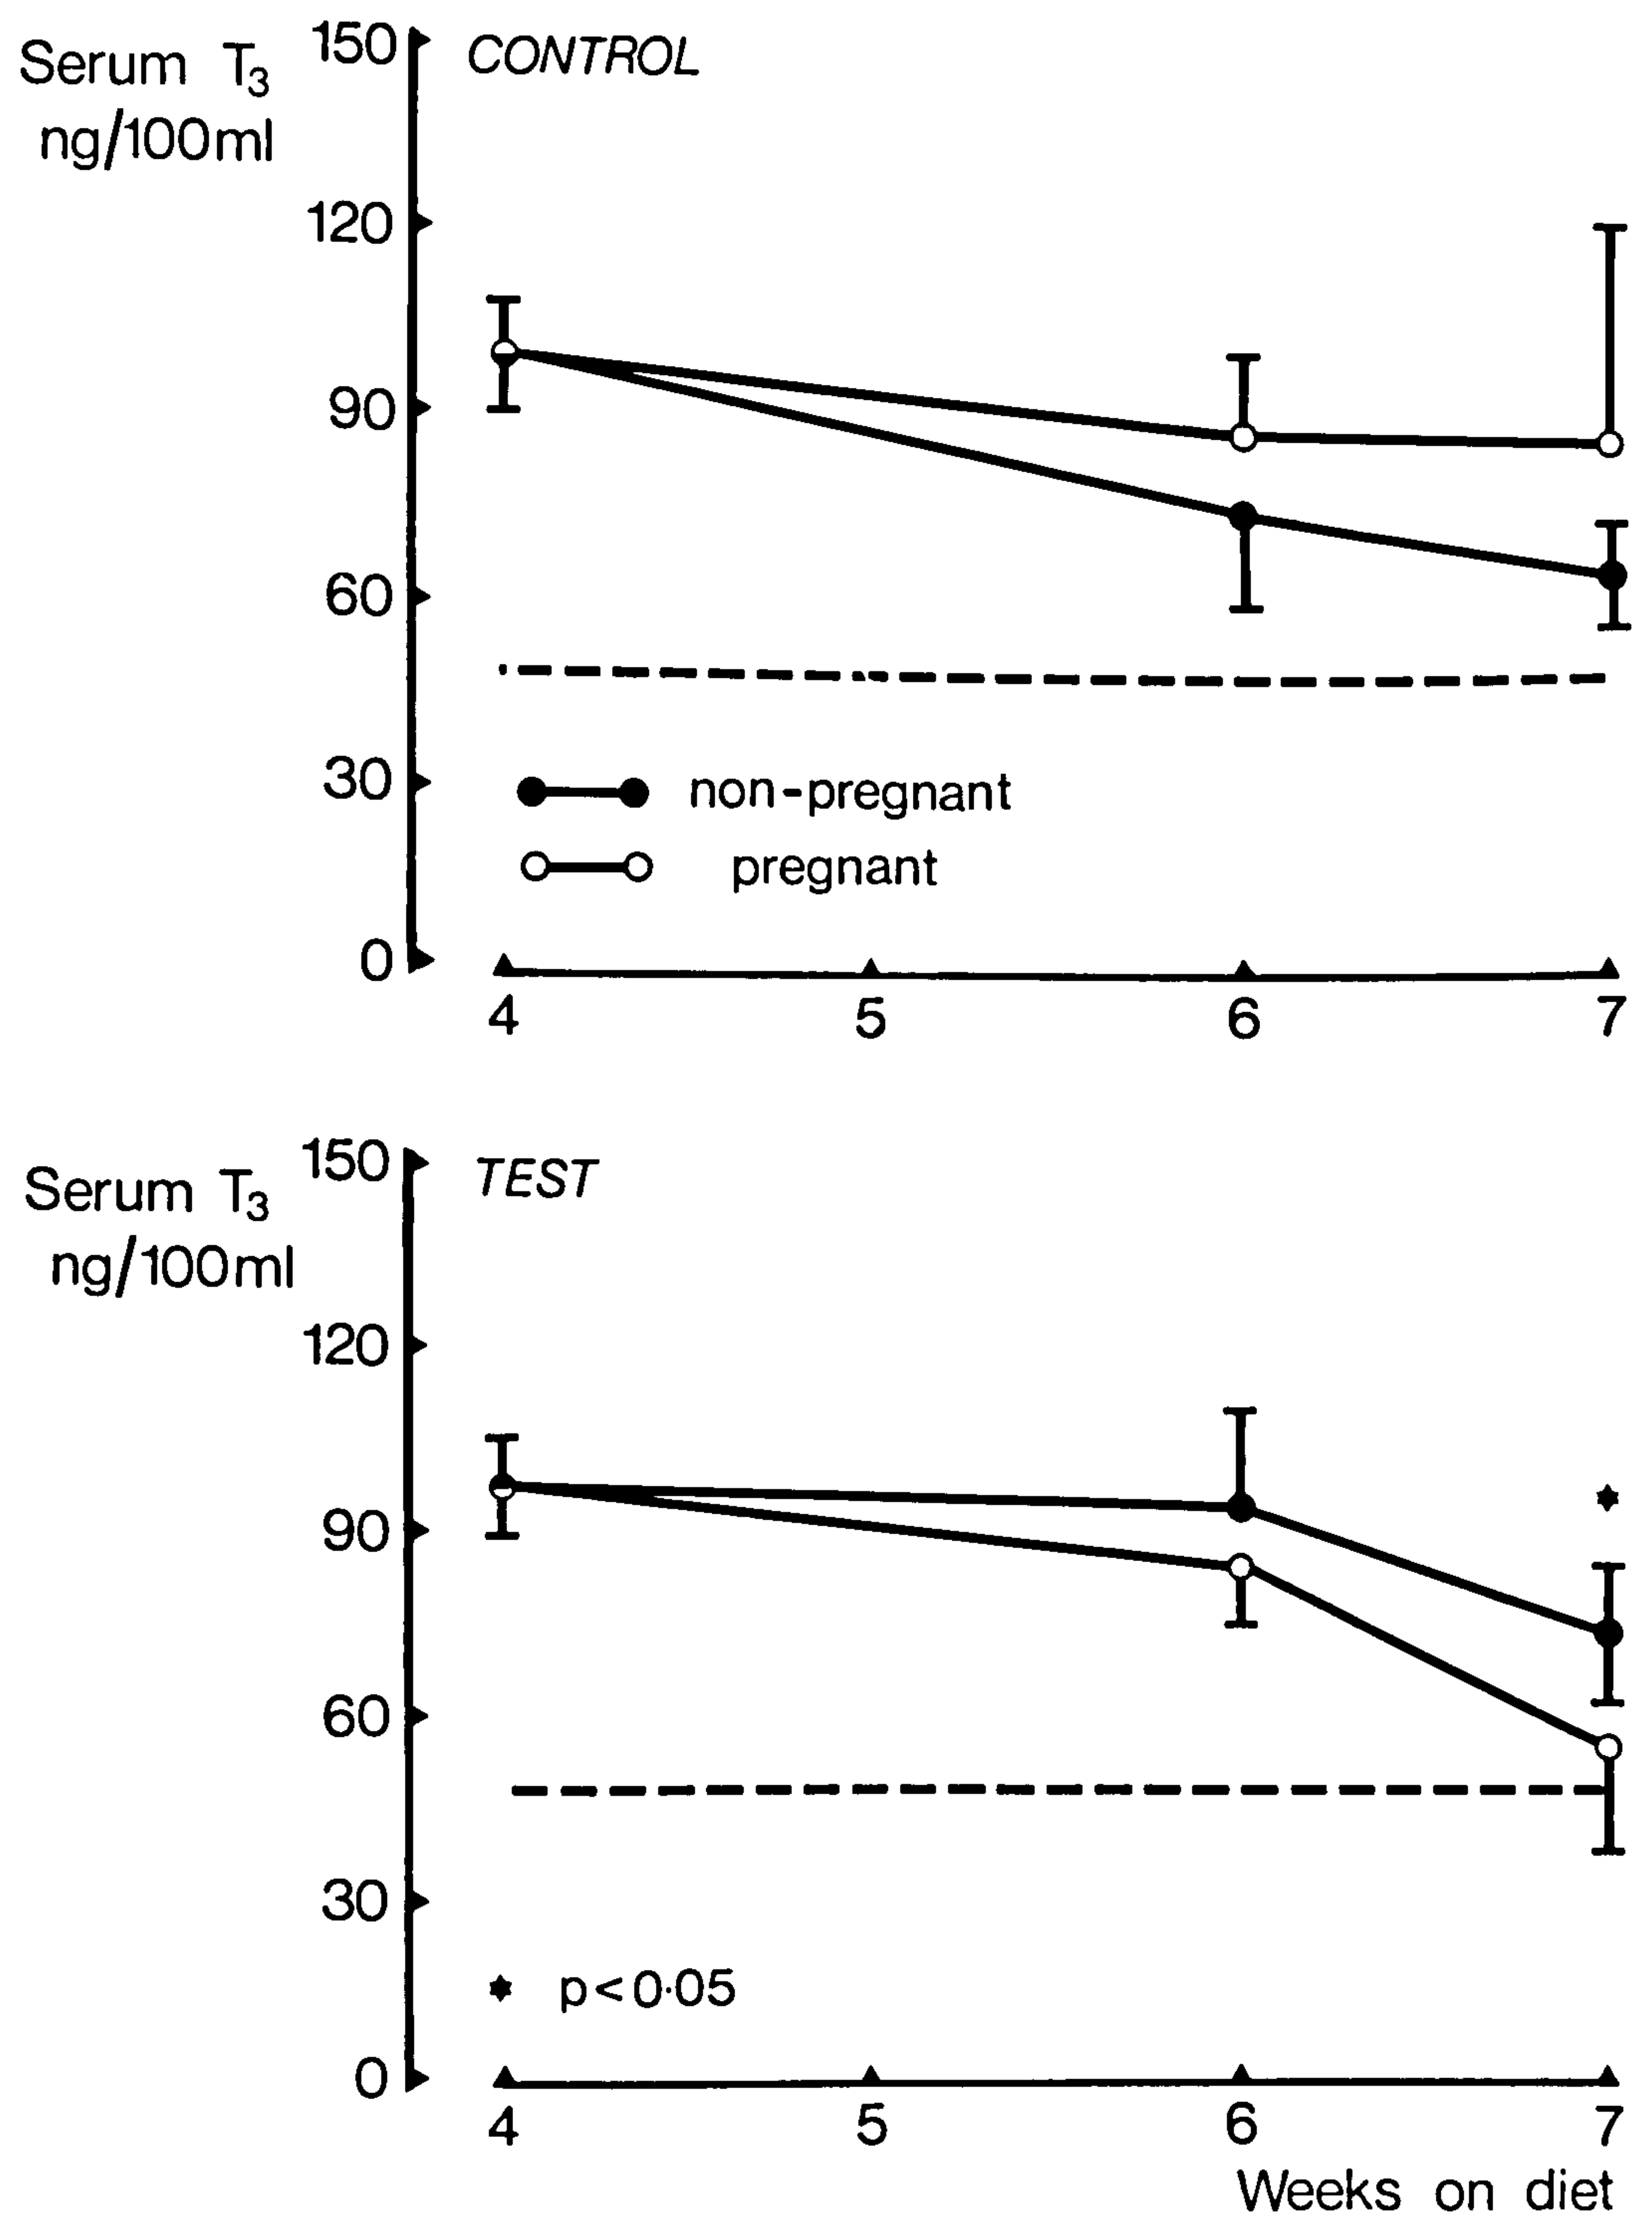 Serum T₃
ng/100ml
CONTROL
150
120
90
60
30
0
non-pregnant
pregnant
4 5 6 7
Serum T₃
ng/100ml
TEST
150
120
90
60
30
0
p<0·05
4 5 6 7
Weeks on diet